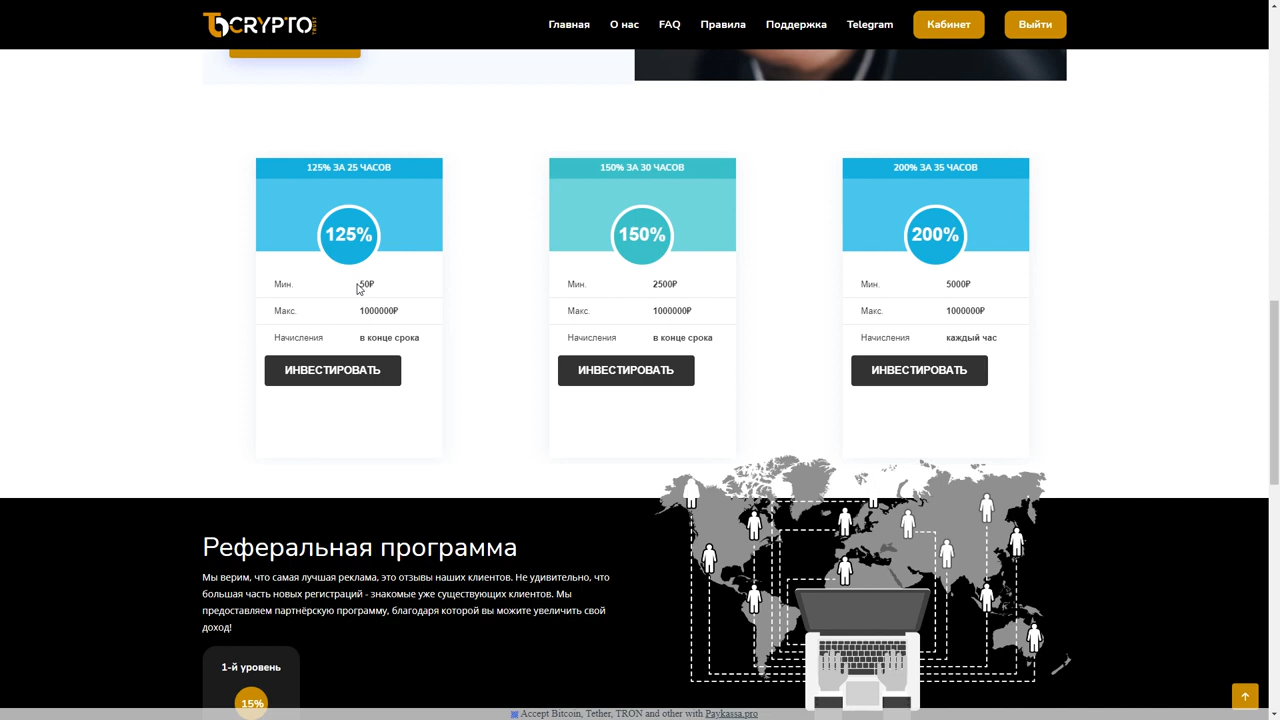 CRYPTO
TRUST
Главная
О нас
FAQ
Правила
Поддержка
Telegram
Кабинет
Выйти
125% ЗА 25 ЧАСОВ
125%
Мин. 50₽
Макс. 1000000₽
Начисления в конце срока
ИНВЕСТИРОВАТЬ
150% ЗА 30 ЧАСОВ
150%
Мин. 2500₽
Макс. 1000000₽
Начисления в конце срока
ИНВЕСТИРОВАТЬ
200% ЗА 35 ЧАСОВ
200%
Мин. 5000₽
Макс. 1000000₽
Начисления каждый час
ИНВЕСТИРОВАТЬ
Реферальная программа
Мы верим, что самая лучшая реклама, это отзывы наших клиентов. Не удивительно, что
большая часть новых регистраций - знакомые уже существующих клиентов. Мы
предоставляем партнёрскую программу, благодаря которой вы можите увеличить свой
доход!
1-й уровень
15%
Accept Bitcoin, Tether, TRON and other with Paykassa.pro